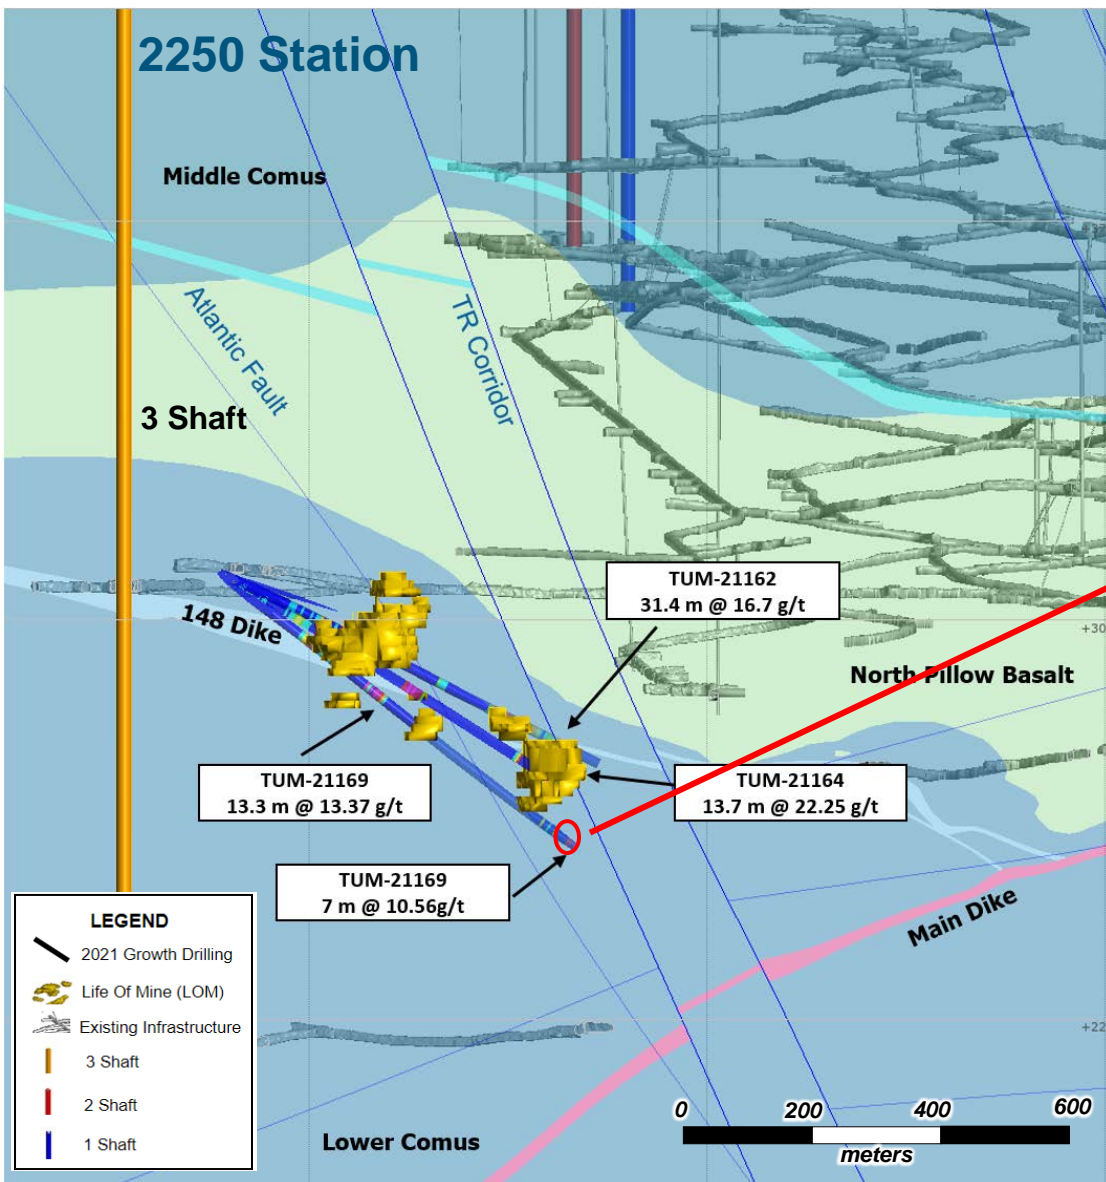 2250 Station
Middle Comus
Atlantic Fault
TR Corridor
3 Shaft
TUM-21162
31.4 m @ 16.7 g/t
148 Dike
+30
North Pillow Basalt
TUM-21169
13.3 m @ 13.37 g/t
TUM-21164
13.7 m @ 22.25 g/t
TUM-21169
7 m @ 10.56g/t
Main Dike
LEGEND
2021 Growth Drilling
Life Of Mine (LOM)
Existing Infrastructure
3 Shaft
2 Shaft
1 Shaft
+22
Lower Comus
0 200 400 600
meters